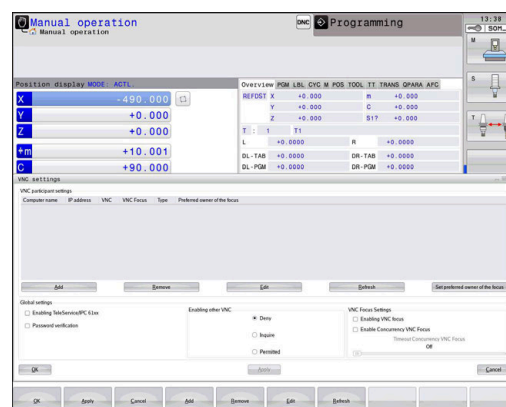 Manual operation
Manual operation
DNC
Programming
13:38
SOM_
M
Position display MODE: ACTL.
X -490.000
Y +0.000
Z +0.000
+m +10.001
C +90.000
Overview PGM LBL CYC M POS TOOL TT TRANS QPARA AFC
REFDST X +0.000 m +0.000
Y +0.000 C +0.000
Z +0.000 S1? +0.000
T : 1 T1
L +0.0000 R +0.0000
DL-TAB +0.0000 DR-TAB +0.0000
DL-PGM +0.0000 DR-PGM +0.0000
S
T
VNC settings
VNC participant settings
Computer name IP address VNC VNC Focus Type Preferred owner of the focus
Add Remove Edit Refresh Set preferred owner of the focus
Global settings
Enabling TeleService/IPC 61xx
Password verification
Enabling other VNC
Deny
Inquire
Permitted
VNC Focus Settings
Enabling VNC focus
Enable Concurrency VNC Focus
Timeout Concurrency VNC Focus
Off
OK Apply Cancel
OK Apply Cancel Add Remove Edit Refresh